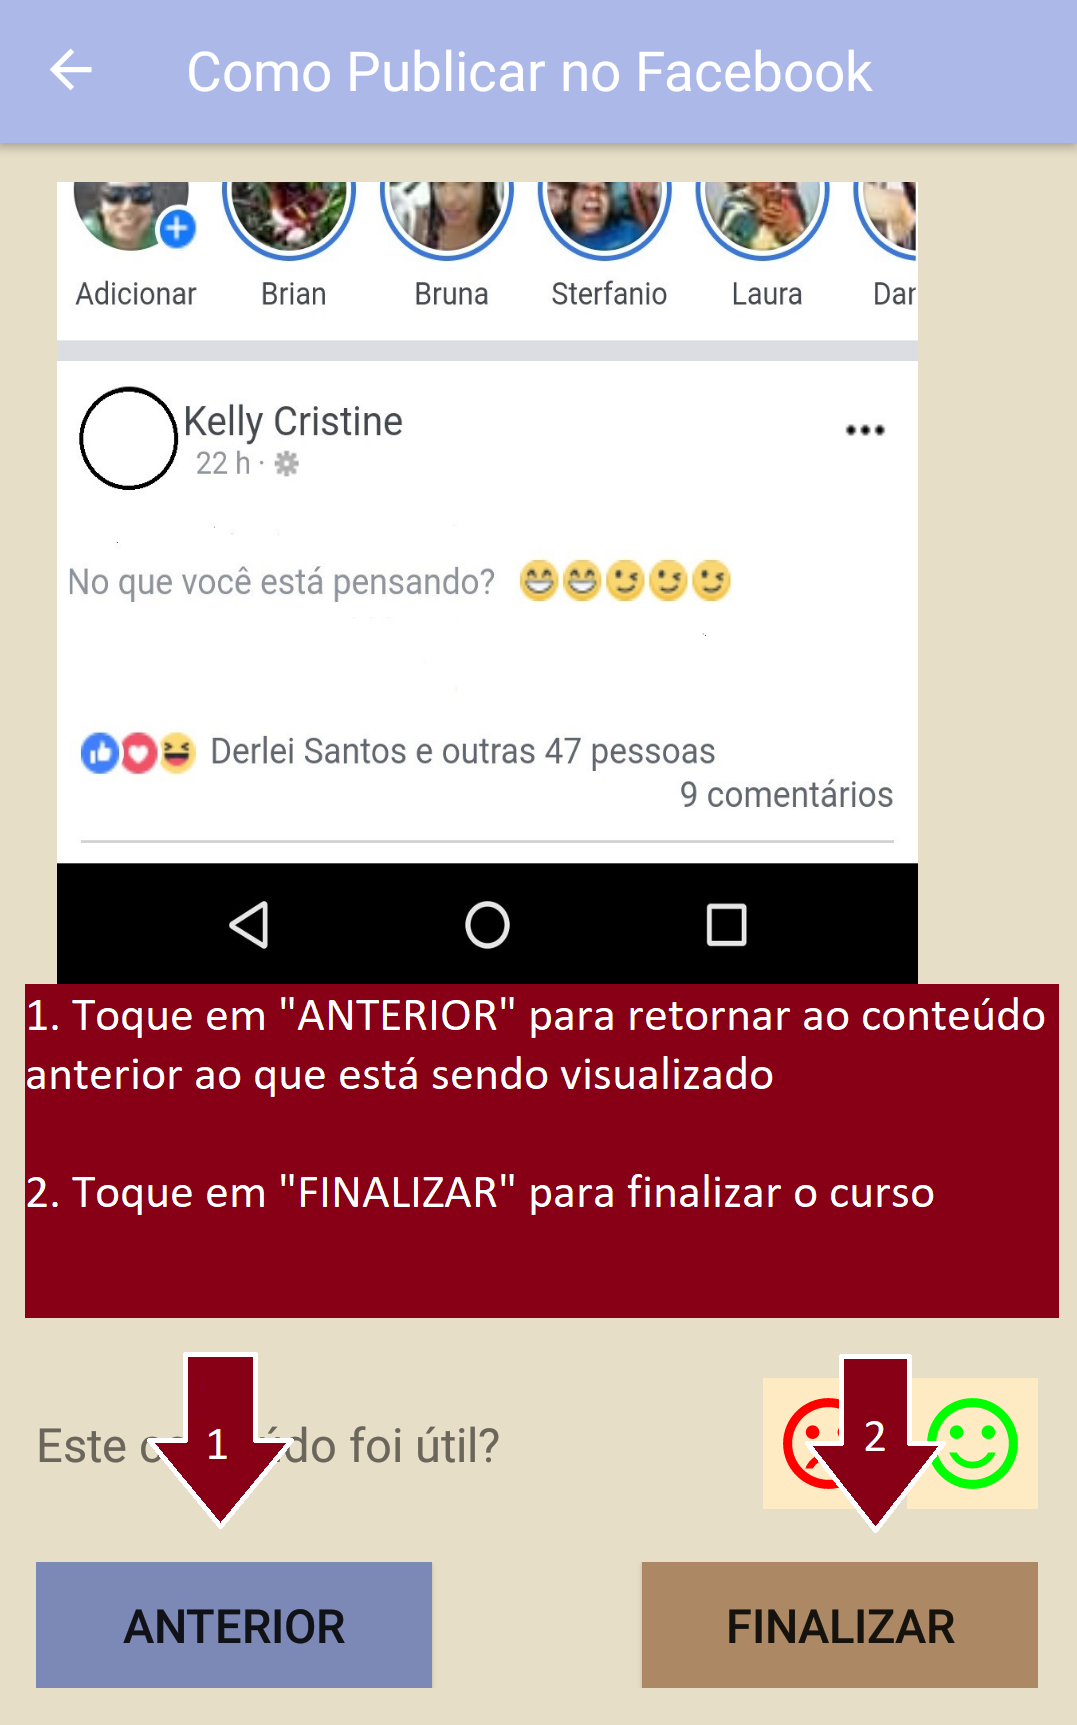 Como Publicar no Facebook
Adicionar Brian Bruna Sterfanio Laura Dar
Kelly Cristine
22 h ·
No que você está pensando?
Derlei Santos e outras 47 pessoas
9 comentários
1. Toque em "ANTERIOR" para retornar ao conteúdo
anterior ao que está sendo visualizado
2. Toque em "FINALIZAR" para finalizar o curso
1
2
Este do foi útil?
ANTERIOR FINALIZAR